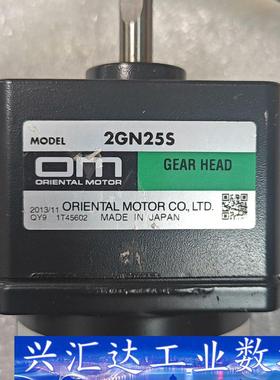 MODEL 2GN25S
om
ORIENTAL MOTOR
GEAR HEAD
2013/11 ORIENTAL MOTOR CO., LTD.
QY9 1T45602 MADE IN JAPAN
兴汇达工业数